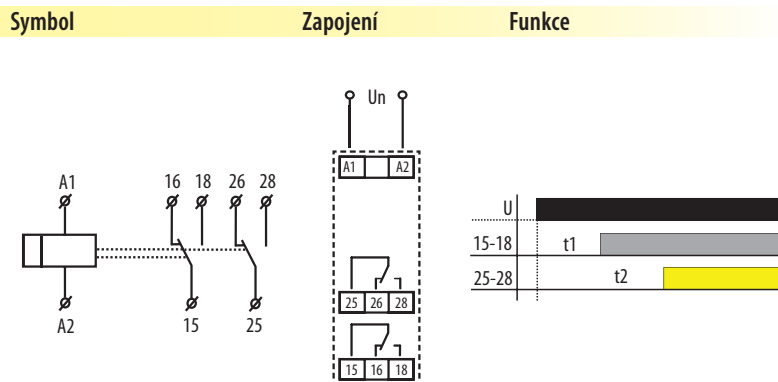 Symbol Zapojení Funkce
Un
A1 A2
A1 16 18 26 28
U
15-18 t1
25-28 t2
25 26 28
A2 15 25
15 16 18